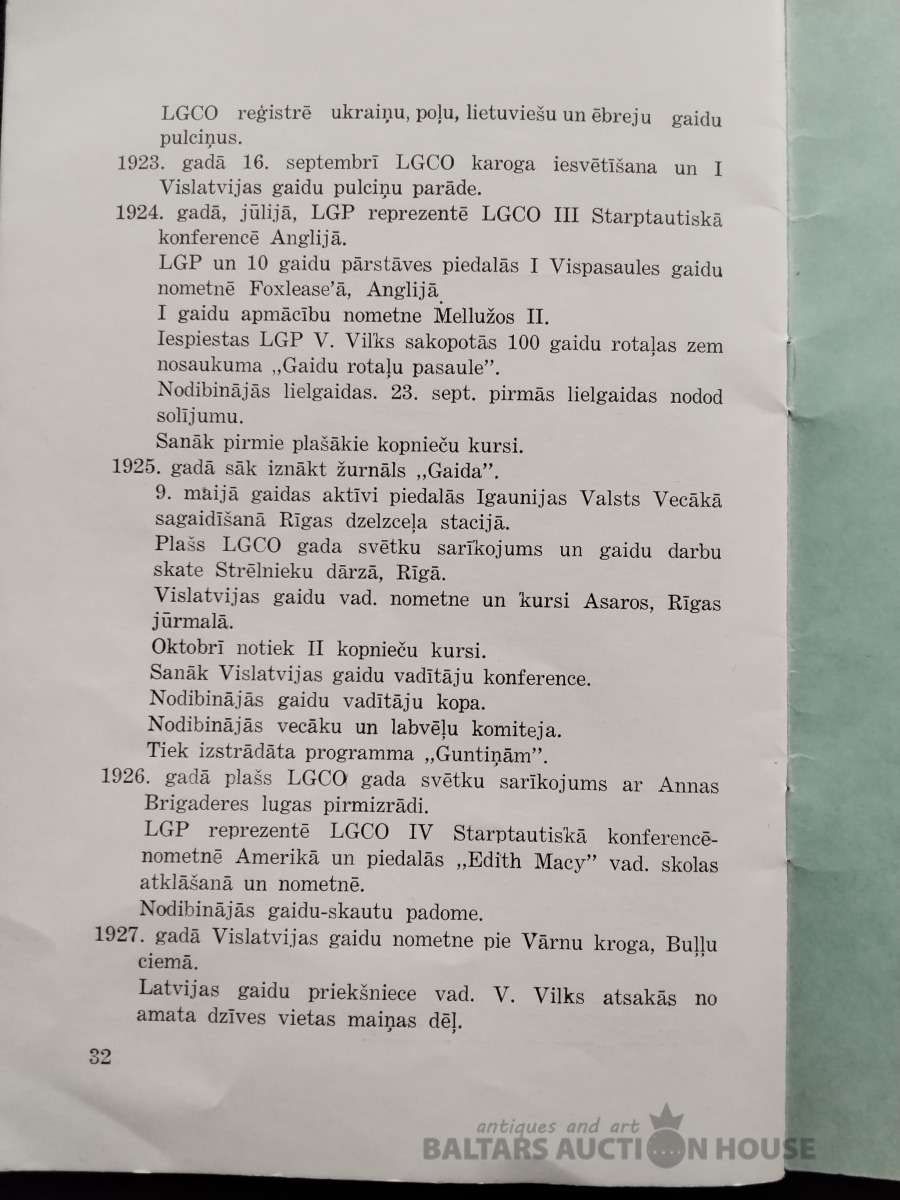 LGCO reģistrē ukraiņu, poļu, lietuviešu un ēbreju gaidu
pulciņus.
1923. gadā 16. septembrī LGCO karoga iesvētīšana un I
Vislatvijas gaidu pulciņu parāde.
1924. gadā, jūlijā, LGP reprezentē LGCO III Starptautiskā
konferencē Anglijā.
LGP un 10 gaidu pārstāves piedalās I Vispasaules gaidu
nometnē Foxlease'ā, Anglijā.
I gaidu apmācību nometne Mellužos II.
Iespiestas LGP V. Vilks sakopotās 100 gaidu rotaļas zem
nosaukuma „Gaidu rotaļu pasaule”.
Nodibinājās lielgaidas. 23. sept. pirmās lielgaidas nodod
solījumu.
Sanāk pirmie plašākie kopnieču kursi.
1925. gadā sāk iznākt žurnāls „Gaida”.
9. maijā gaidas aktīvi piedalās Igaunijas Valsts Vecākā
sagaidīšanā Rīgas dzelzceļa stacijā.
Plašs LGCO gada svētku sarīkojums un gaidu darbu
skate Strēlnieku dārzā, Rīgā.
Vislatvijas gaidu vad. nometne un kursi Asaros, Rīgas
jūrmalā.
Oktobrī notiek II kopnieču kursi.
Sanāk Vislatvijas gaidu vadītāju konference.
Nodibinājās gaidu vadītāju kopa.
Nodibinājās vecāku un labvēļu komiteja.
Tiek izstrādāta programma „Guntiņām”.
1926. gadā plašs LGCO gada svētku sarīkojums ar Annas
Brigaderes lugas pirmizrādi.
LGP reprezentē LGCO IV Starptautiskā konferencē-
nometnē Amerikā un piedalās „Edith Macy” vad. skolas
atklāšanā un nometnē.
Nodibinājās gaidu-skautu padome.
1927. gadā Vislatvijas gaidu nometne pie Vārnu kroga, Buļļu
ciemā.
Latvijas gaidu priekšniece vad. V. Vilks atsakās no
amata dzīves vietas maiņas dēļ.
32
antiques and art
BALTARS AUCTION HOUSE